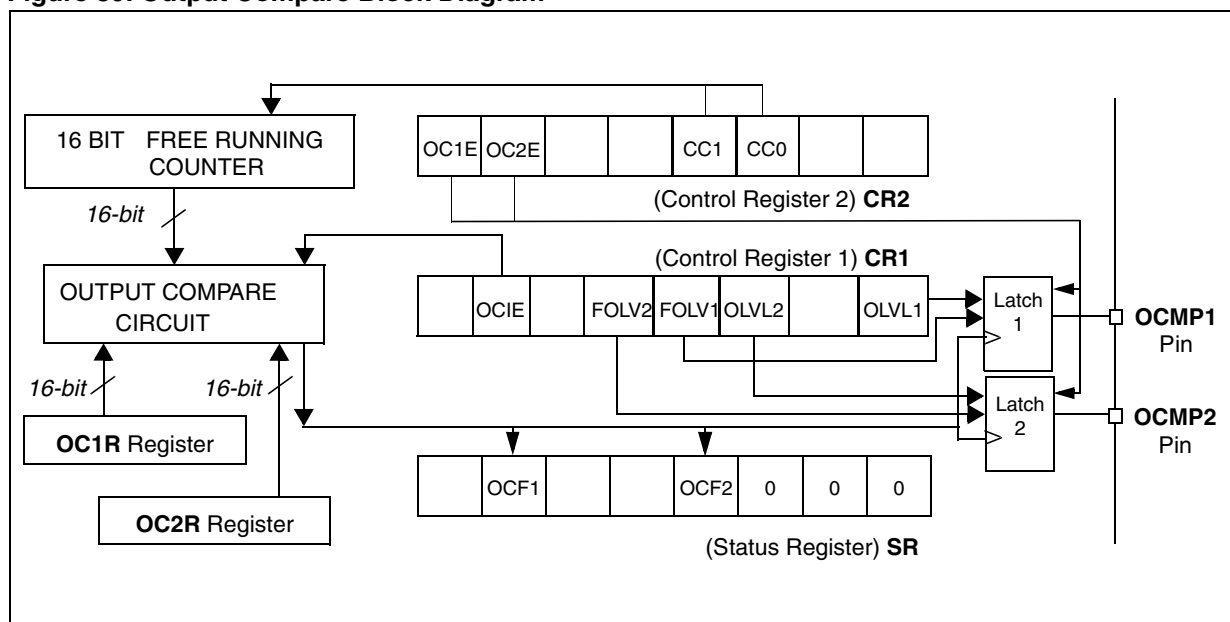 Figure 55. Output Compare Block Diagram
16 BIT FREE RUNNING
COUNTER
OC1E OC2E CC1 CC0
(Control Register 2) CR2
16-bit
(Control Register 1) CR1
OUTPUT COMPARE
CIRCUIT
OCIE FOLV2 FOLV1 OLVL2 OLVL1
Latch
1
OCMP1
Pin
16-bit
16-bit
Latch
2
OCMP2
Pin
OC1R Register
OCF1 OCF2 0 0 0
OC2R Register
(Status Register) SR